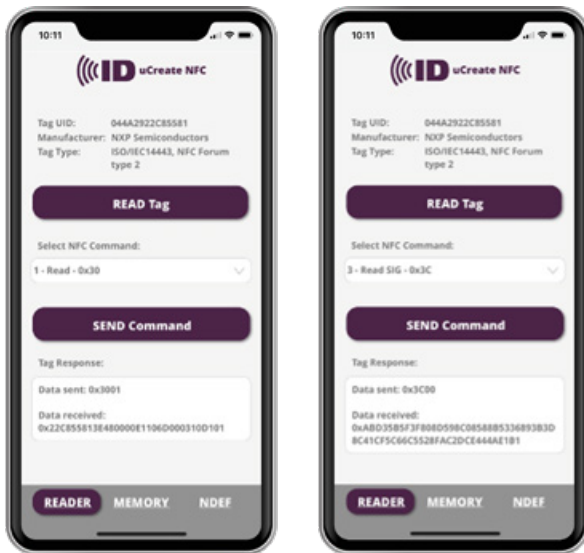 10:11
ID uCreate NFC
Tag UID: 044A2922C85581
Manufacturer: NXP Semiconductors
Tag Type: ISO/IEC14443, NFC Forum
type 2
READ Tag
Select NFC Command:
1 - Read - 0x30
SEND Command
Tag Response:
Data sent: 0x3001
Data received:
0x22C855813E480000E1106D000310D101
READER MEMORY NDEF
10:11
ID uCreate NFC
Tag UID: 044A2922C85581
Manufacturer: NXP Semiconductors
Tag Type: ISO/IEC14443, NFC Forum
type 2
READ Tag
Select NFC Command:
3 - Read SIG - 0x3C
SEND Command
Tag Response:
Data sent: 0x3C00
Data received:
0xABD35B5F3F808D598C08588B5336893B3D
8C41CF5C66C5528FAC2DCE444AE1B1
READER MEMORY NDEF